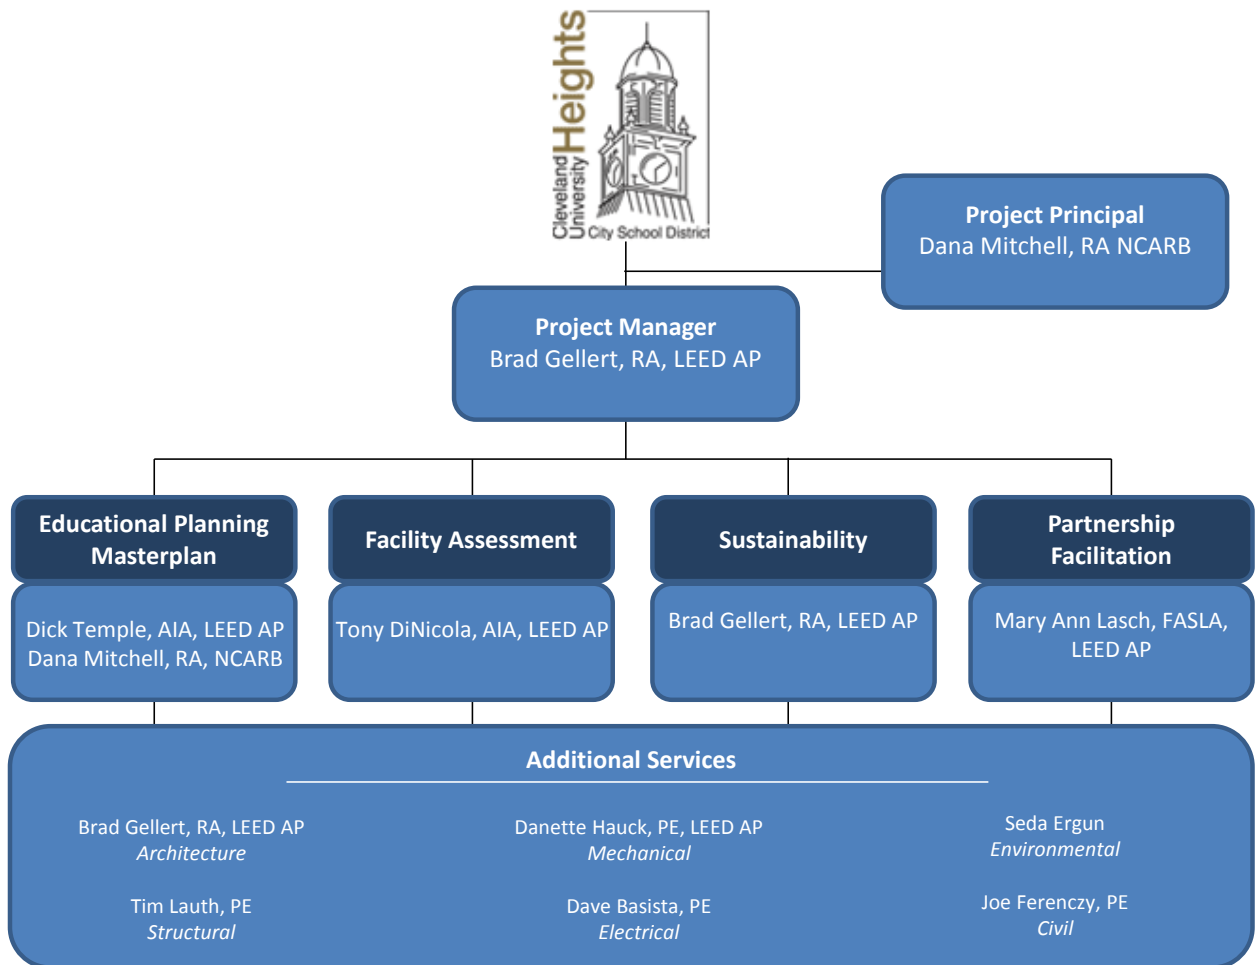 Cleveland
University
Heights
City School District
Project Principal
Dana Mitchell, RA NCARB
Project Manager
Brad Gellert, RA, LEED AP
Educational Planning
Masterplan
Dick Temple, AIA, LEED AP
Dana Mitchell, RA, NCARB
Facility Assessment
Tony DiNicola, AIA, LEED AP
Sustainability
Brad Gellert, RA, LEED AP
Partnership
Facilitation
Mary Ann Lasch, FASLA,
LEED AP
Additional Services
Brad Gellert, RA, LEED AP
Architecture
Danette Hauck, PE, LEED AP
Mechanical
Seda Ergun
Environmental
Tim Lauth, PE
Structural
Dave Basista, PE
Electrical
Joe Ferenczy, PE
Civil